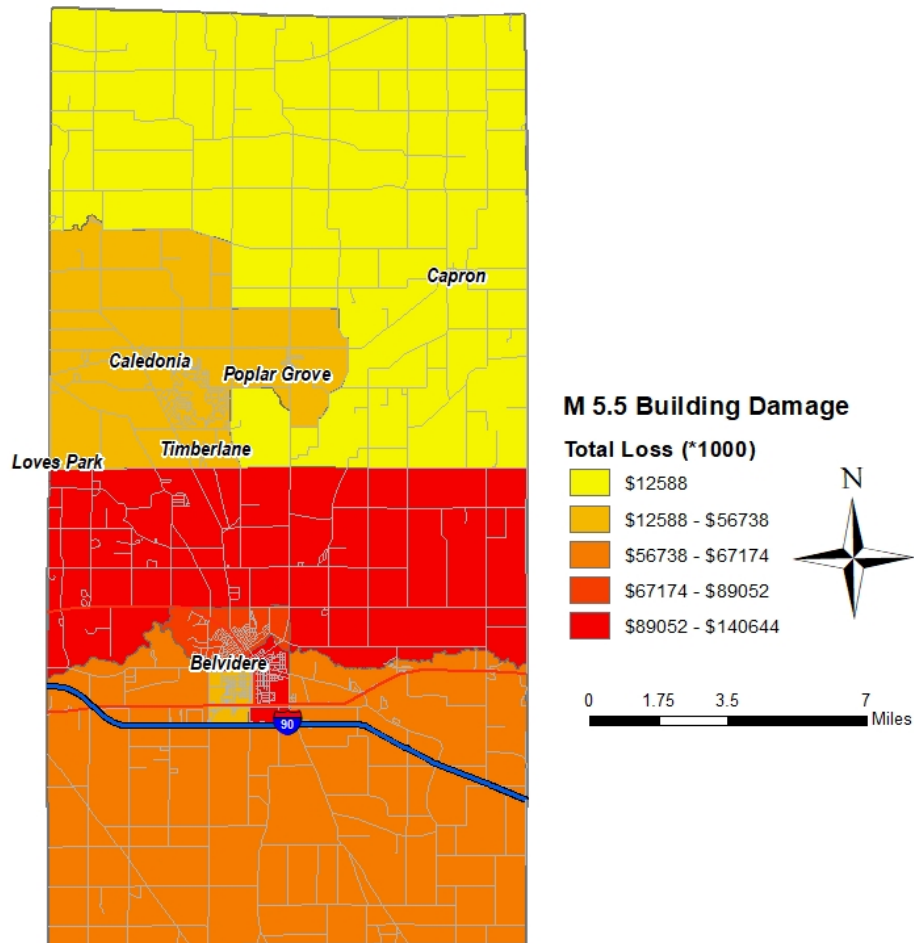 Capron
Caledonia
Poplar Grove
Timberlane
Loves Park
Belvidere
90
M 5.5 Building Damage
Total Loss (*1000)
$12588
$12588 - $56738
$56738 - $67174
$67174 - $89052
$89052 - $140644
N
0 1.75 3.5 7
Miles